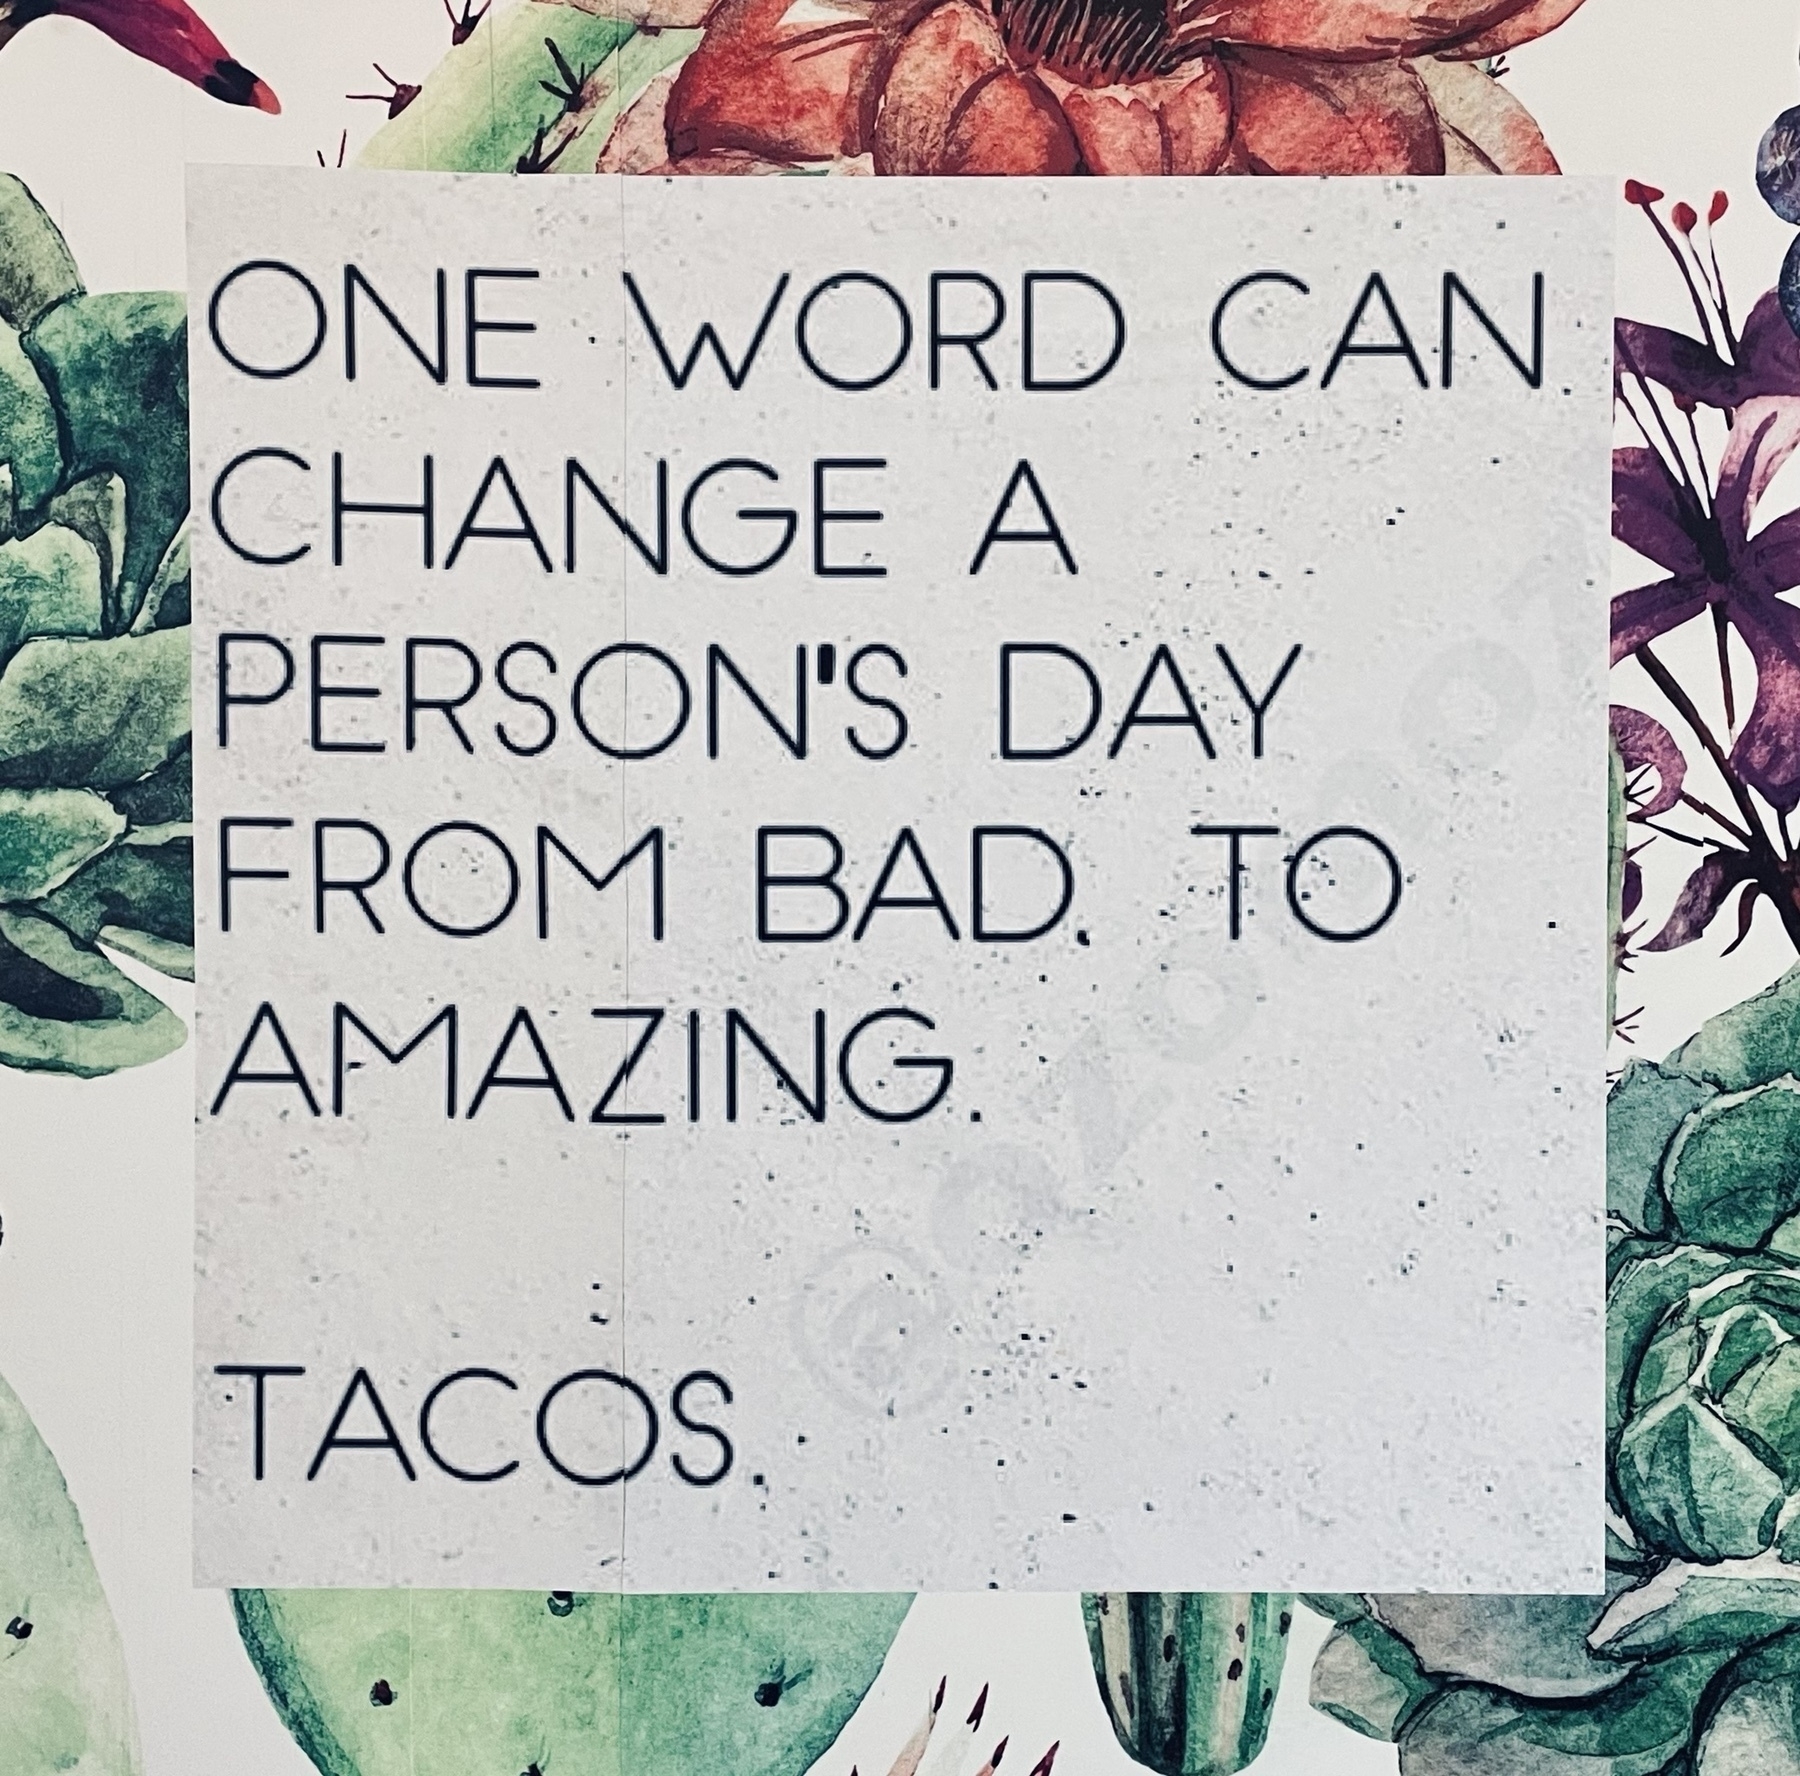 ONE WORD CAN
CHANGE A
PERSON'S DAY
FROM BAD. TO
AMAZING.
TACOS.